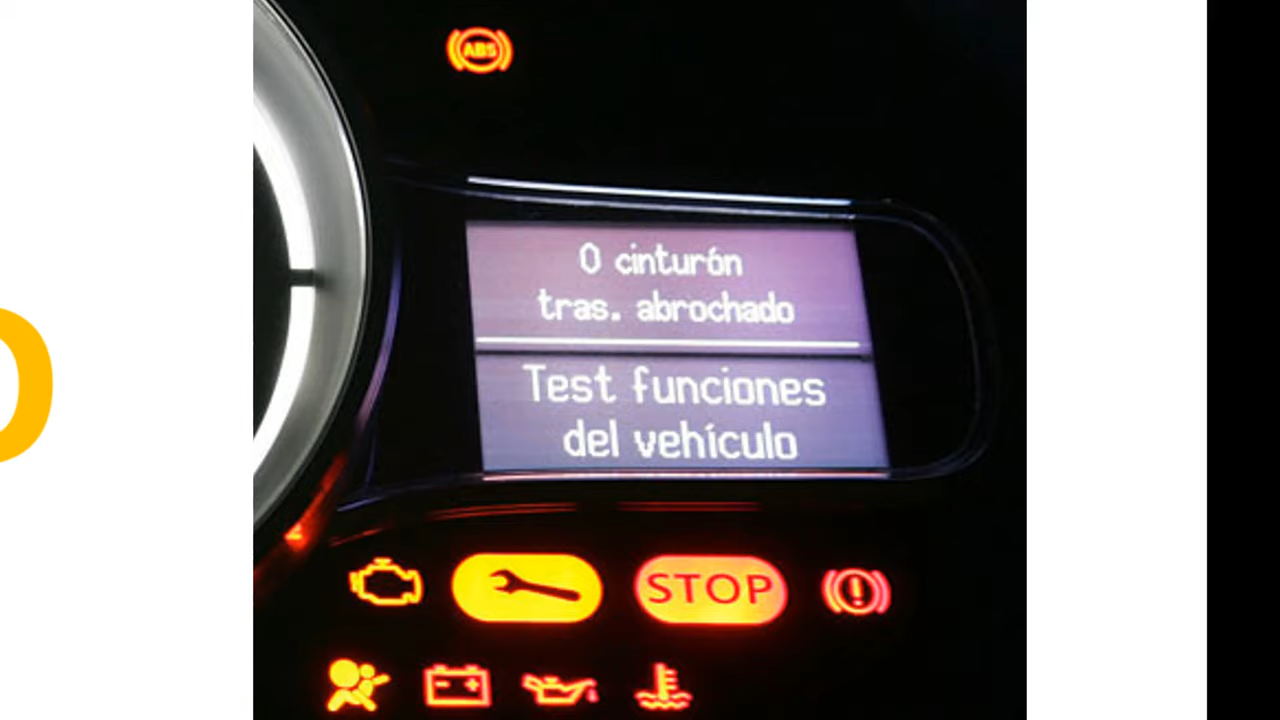 ABS
0 cinturón
tras. abrochado
Test funciones
del vehículo
STOP